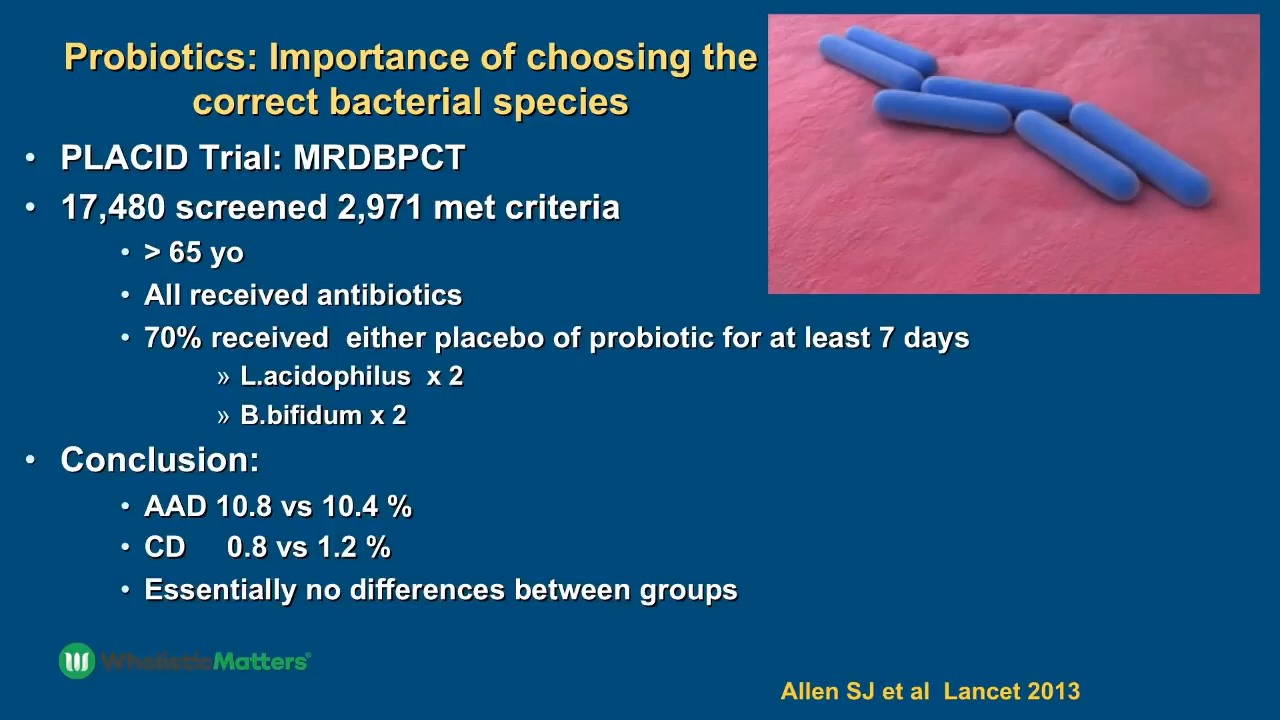 Probiotics: Importance of choosing the
correct bacterial species
• PLACID Trial: MRDBPCT
• 17,480 screened 2,971 met criteria
• > 65 yo
• All received antibiotics
• 70% received either placebo of probiotic for at least 7 days
» L.acidophilus x 2
» B.bifidum x 2
• Conclusion:
• AAD 10.8 vs 10.4 %
• CD 0.8 vs 1.2 %
• Essentially no differences between groups
WholisticMatters®
Allen SJ et al Lancet 2013